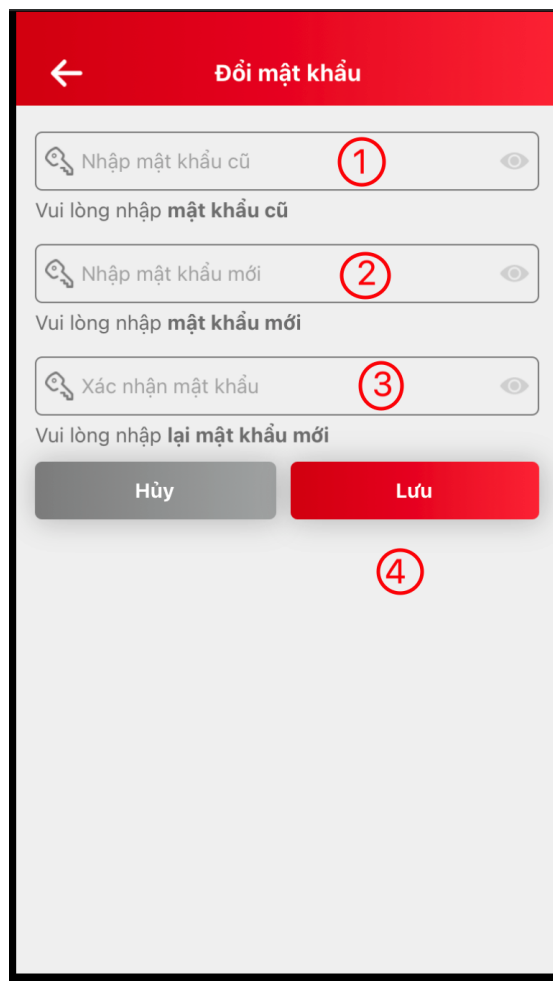 Đổi mật khẩu
Nhập mật khẩu cũ 1
Vui lòng nhập mật khẩu cũ
Nhập mật khẩu mới 2
Vui lòng nhập mật khẩu mới
Xác nhận mật khẩu 3
Vui lòng nhập lại mật khẩu mới
Hủy Lưu
4